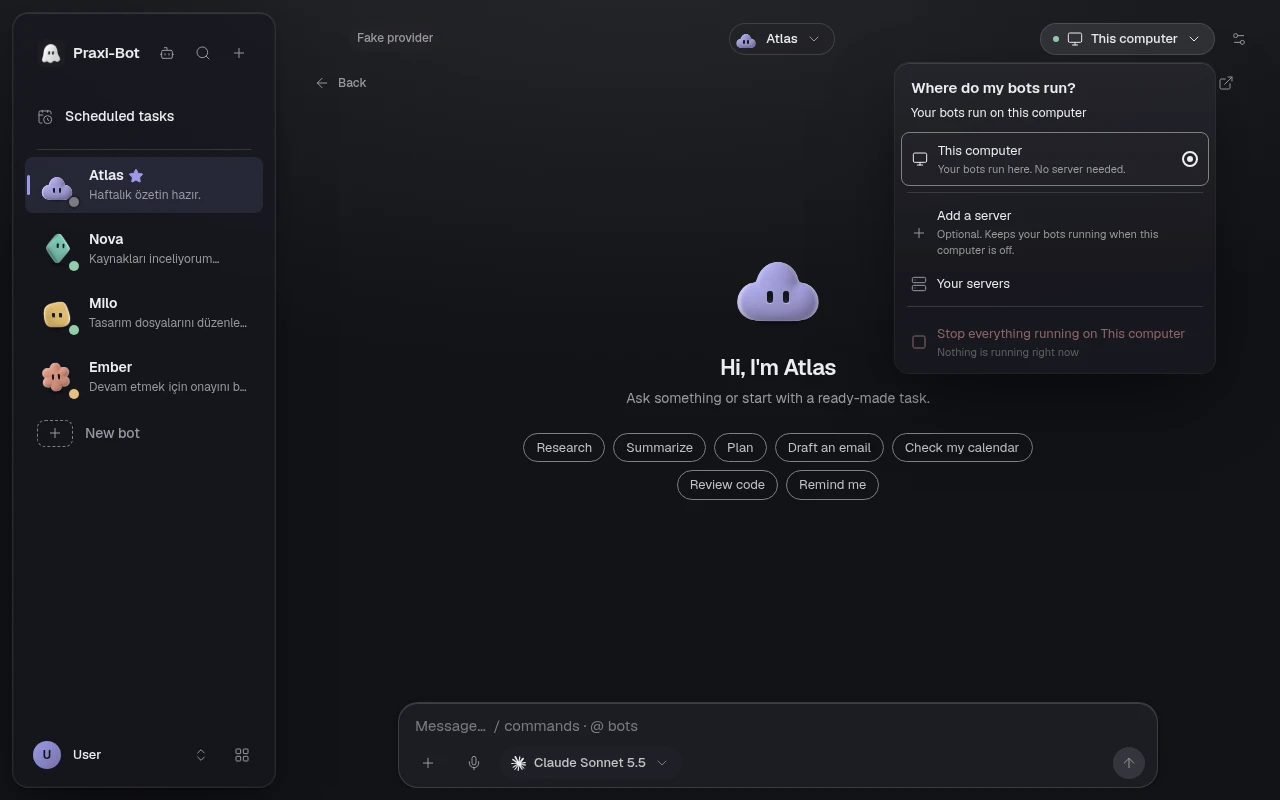 Praxi-Bot
Scheduled tasks
Atlas
Haftalık özetin hazır.
Nova
Kaynakları inceliyorum…
Milo
Tasarım dosyalarını düzenle…
Ember
Devam etmek için onayını b…
New bot
U User
Fake provider
Atlas
This computer
Back
Where do my bots run?
Your bots run on this computer
This computer
Your bots run here. No server needed.
Add a server
Optional. Keeps your bots running when this
computer is off.
Your servers
Stop everything running on This computer
Nothing is running right now
Hi, I'm Atlas
Ask something or start with a ready-made task.
Research Summarize Plan Draft an email Check my calendar
Review code Remind me
Message… / commands · @ bots
Claude Sonnet 5.5